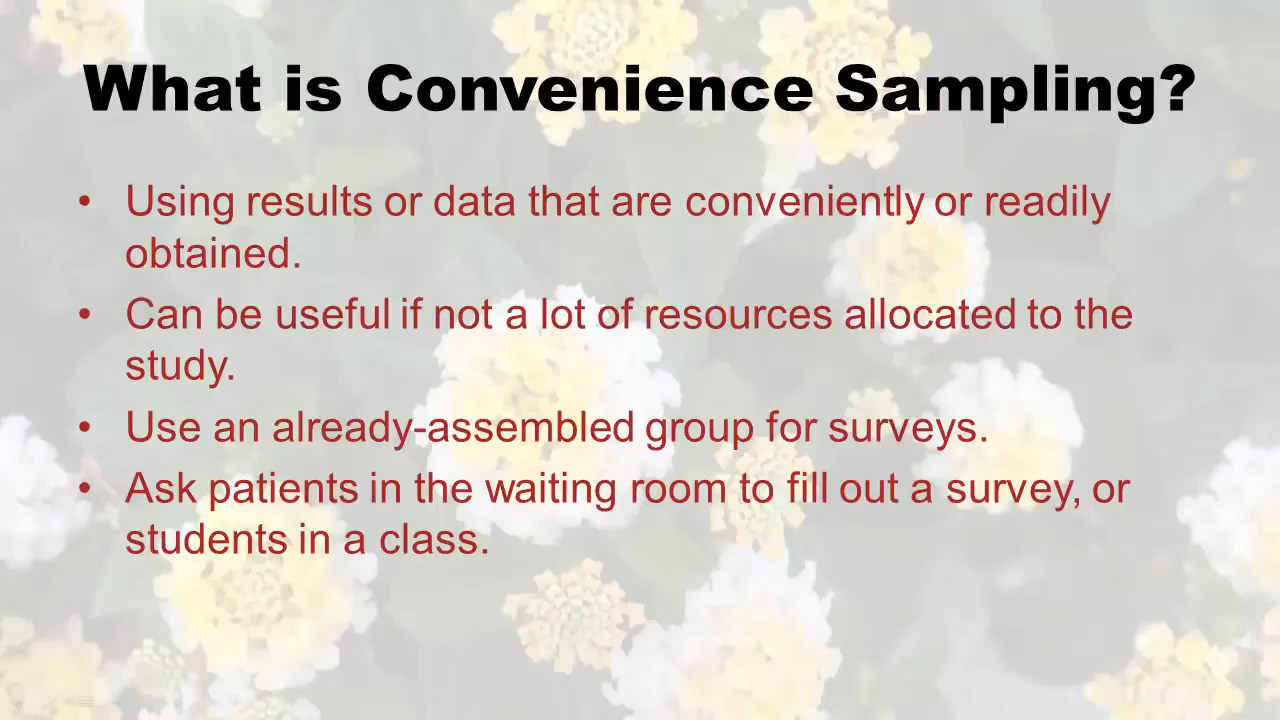 What is Convenience Sampling?
• Using results or data that are conveniently or readily
obtained.
• Can be useful if not a lot of resources allocated to the
study.
• Use an already-assembled group for surveys.
• Ask patients in the waiting room to fill out a survey, or
students in a class.